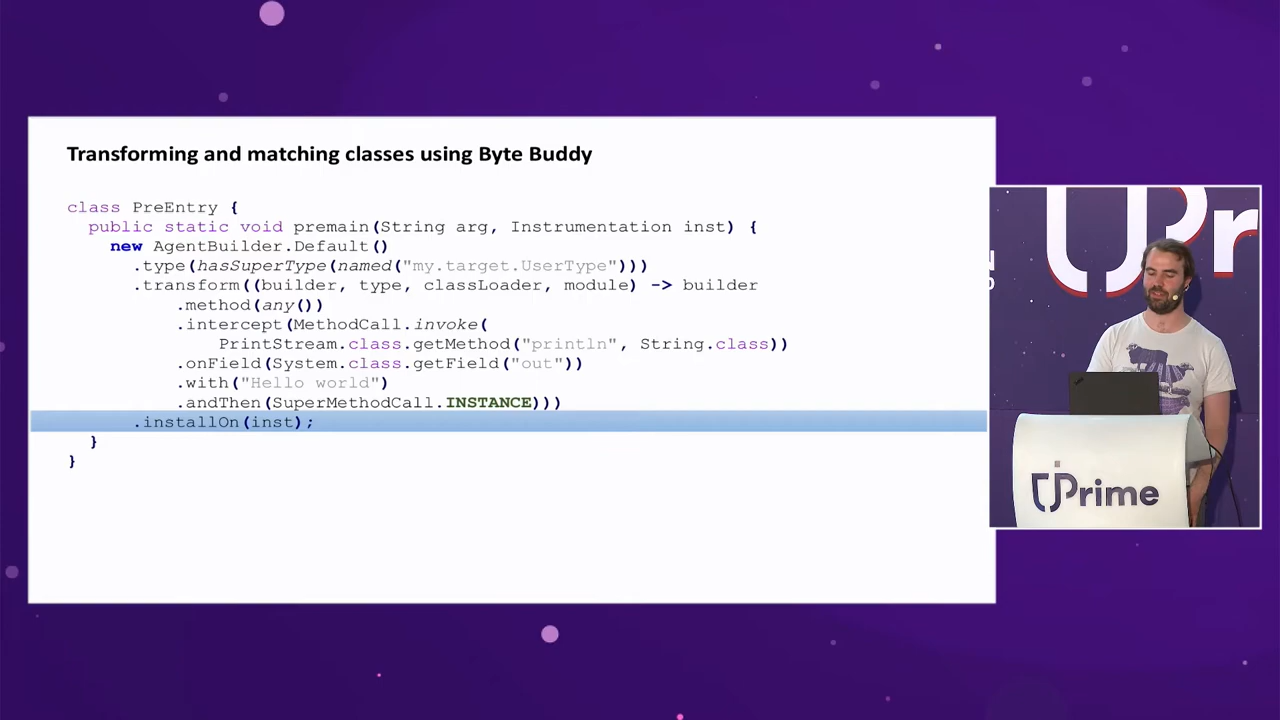 Transforming and matching classes using Byte Buddy
class PreEntry {
public static void premain(String arg, Instrumentation inst) {
new AgentBuilder.Default()
.type(hasSuperType(named("my.target.UserType")))
.transform((builder, type, classLoader, module) -> builder
.method(any())
.intercept(MethodCall.invoke(
PrintStream.class.getMethod("println", String.class))
.onField(System.class.getField("out"))
.with("Hello world")
.andThen(SuperMethodCall.INSTANCE)))
.installOn(inst);
}
}
JPrime